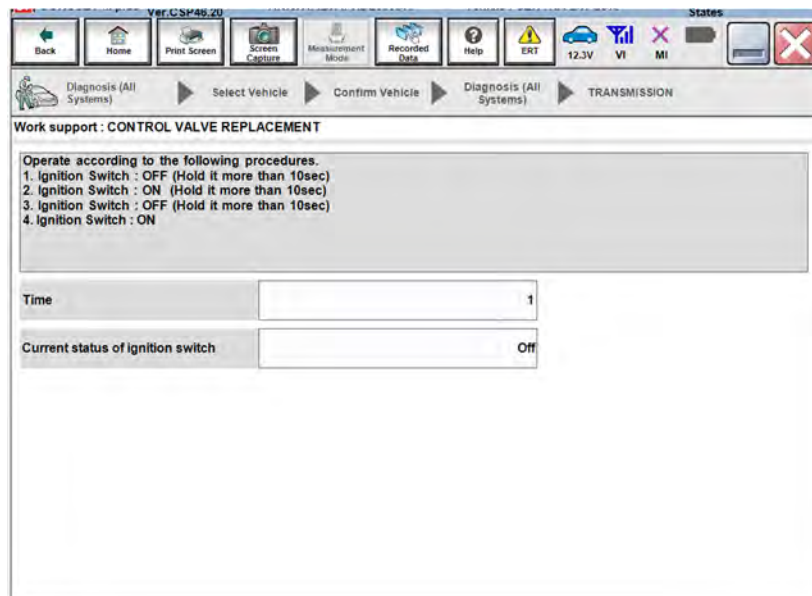 Ver.CSP46.20
States
Back
Home
Print Screen
Screen
Capture
Measurement
Mode
Recorded
Data
Help
ERT
12.3V
VI
MI
Diagnosis (All
Systems)
Select Vehicle
Confirm Vehicle
Diagnosis (All
Systems)
TRANSMISSION
Work support : CONTROL VALVE REPLACEMENT
Operate according to the following procedures.
1. Ignition Switch : OFF (Hold it more than 10sec)
2. Ignition Switch : ON (Hold it more than 10sec)
3. Ignition Switch : OFF (Hold it more than 10sec)
4. Ignition Switch : ON
Time
1
Current status of ignition switch
Off